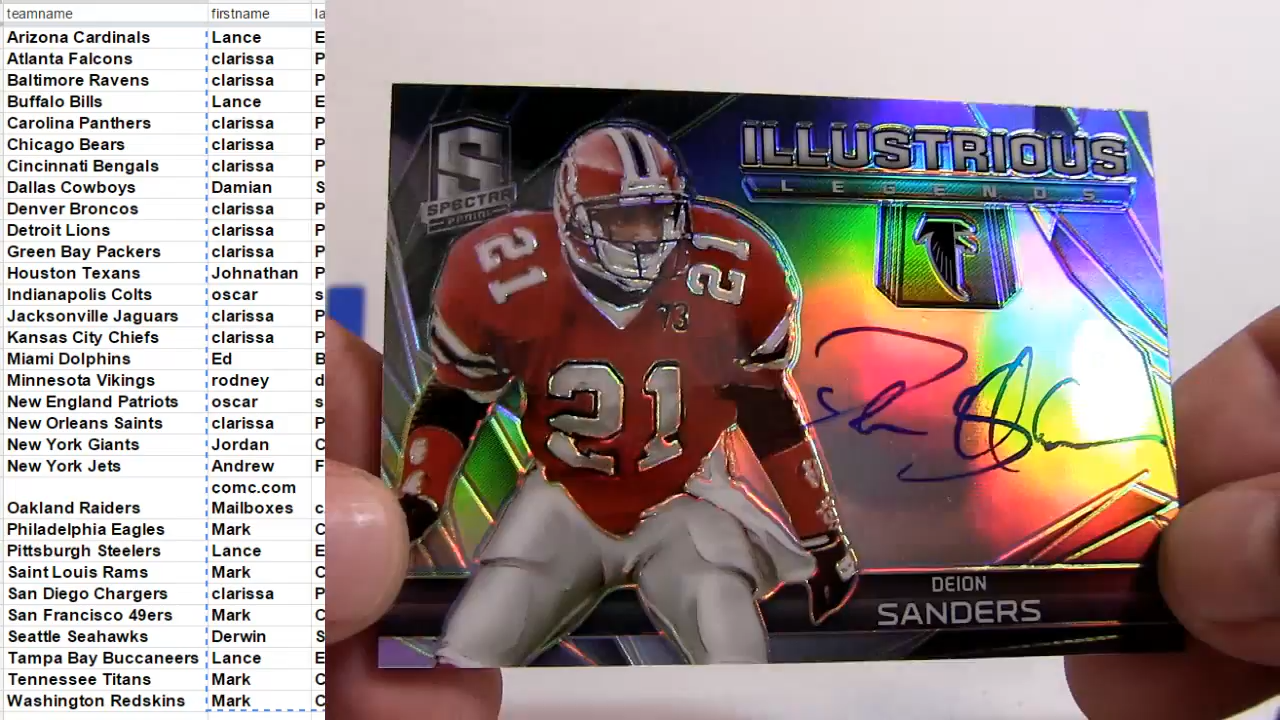 teamname firstname la
Arizona Cardinals Lance E
Atlanta Falcons clarissa P
Baltimore Ravens clarissa P
Buffalo Bills Lance E
Carolina Panthers clarissa P
Chicago Bears clarissa P
Cincinnati Bengals clarissa P
Dallas Cowboys Damian S
Denver Broncos clarissa P
Detroit Lions clarissa P
Green Bay Packers clarissa P
Houston Texans Johnathan P
Indianapolis Colts oscar s
Jacksonville Jaguars clarissa P
Kansas City Chiefs clarissa P
Miami Dolphins Ed B
Minnesota Vikings rodney d
New England Patriots oscar s
New Orleans Saints clarissa P
New York Giants Jordan C
New York Jets Andrew F
comc.com
Oakland Raiders Mailboxes c
Philadelphia Eagles Mark C
Pittsburgh Steelers Lance E
Saint Louis Rams Mark C
San Diego Chargers clarissa P
San Francisco 49ers Mark C
Seattle Seahawks Derwin S
Tampa Bay Buccaneers Lance E
Tennessee Titans Mark C
Washington Redskins Mark C
S
SPECTRA
PANINI
ILLUSTRIOUS
LEGENDS
21
21
73
21
DEION
SANDERS